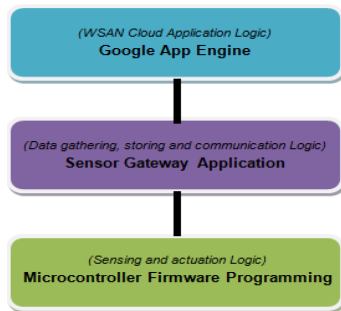 (WSAN Cloud Application Logic)
Google App Engine
(Data gathering, storing and communication Logic)
Sensor Gateway Application
(Sensing and actuation Logic)
Microcontroller Firmware Programming